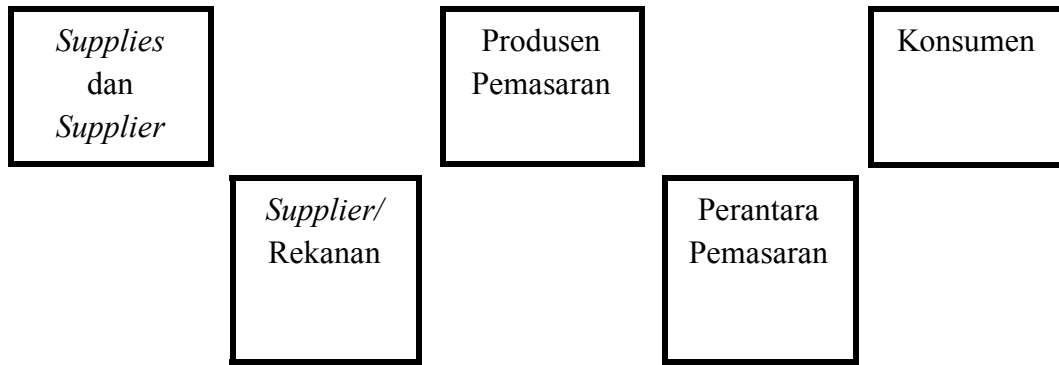 Supplies
dan
Supplier
Produsen
Pemasaran
Konsumen
Supplier/
Rekanan
Perantara
Pemasaran